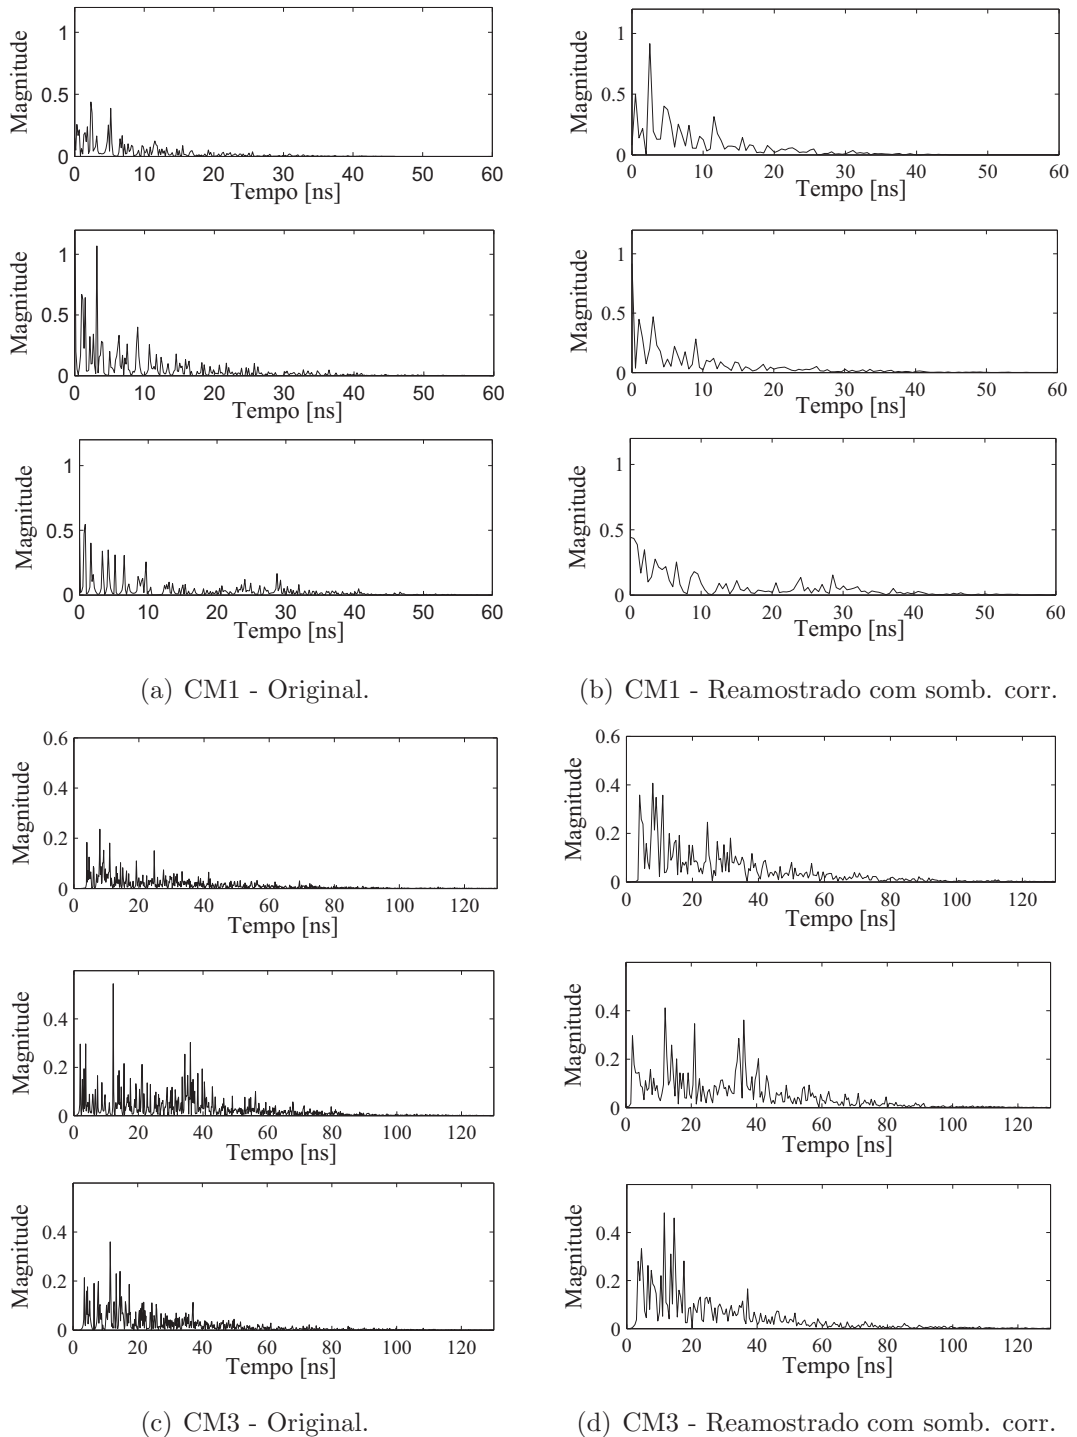 Magnitude
1
0.5
0
0 10 20 30 40 50 60
Tempo [ns]
Magnitude
1
0.5
0
0 10 20 30 40 50 60
Tempo [ns]
Magnitude
1
0.5
0
0 10 20 30 40 50 60
Tempo [ns]
Magnitude
1
0.5
0
0 10 20 30 40 50 60
Tempo [ns]
Magnitude
1
0.5
0
0 10 20 30 40 50 60
Tempo [ns]
Magnitude
1
0.5
0
0 10 20 30 40 50 60
Tempo [ns]
(a) CM1 - Original.
(b) CM1 - Reamostrado com somb. corr.
Magnitude
0.6
0.4
0.2
0
0 20 40 60 80 100 120
Tempo [ns]
Magnitude
0.6
0.4
0.2
0
0 20 40 60 80 100 120
Tempo [ns]
Magnitude
0.4
0.2
0
0 20 40 60 80 100 120
Tempo [ns]
Magnitude
0.4
0.2
0
0 20 40 60 80 100 120
Tempo [ns]
Magnitude
0.4
0.2
0
0 20 40 60 80 100 120
Tempo [ns]
Magnitude
0.4
0.2
0
0 20 40 60 80 100 120
Tempo [ns]
(c) CM3 - Original.
(d) CM3 - Reamostrado com somb. corr.